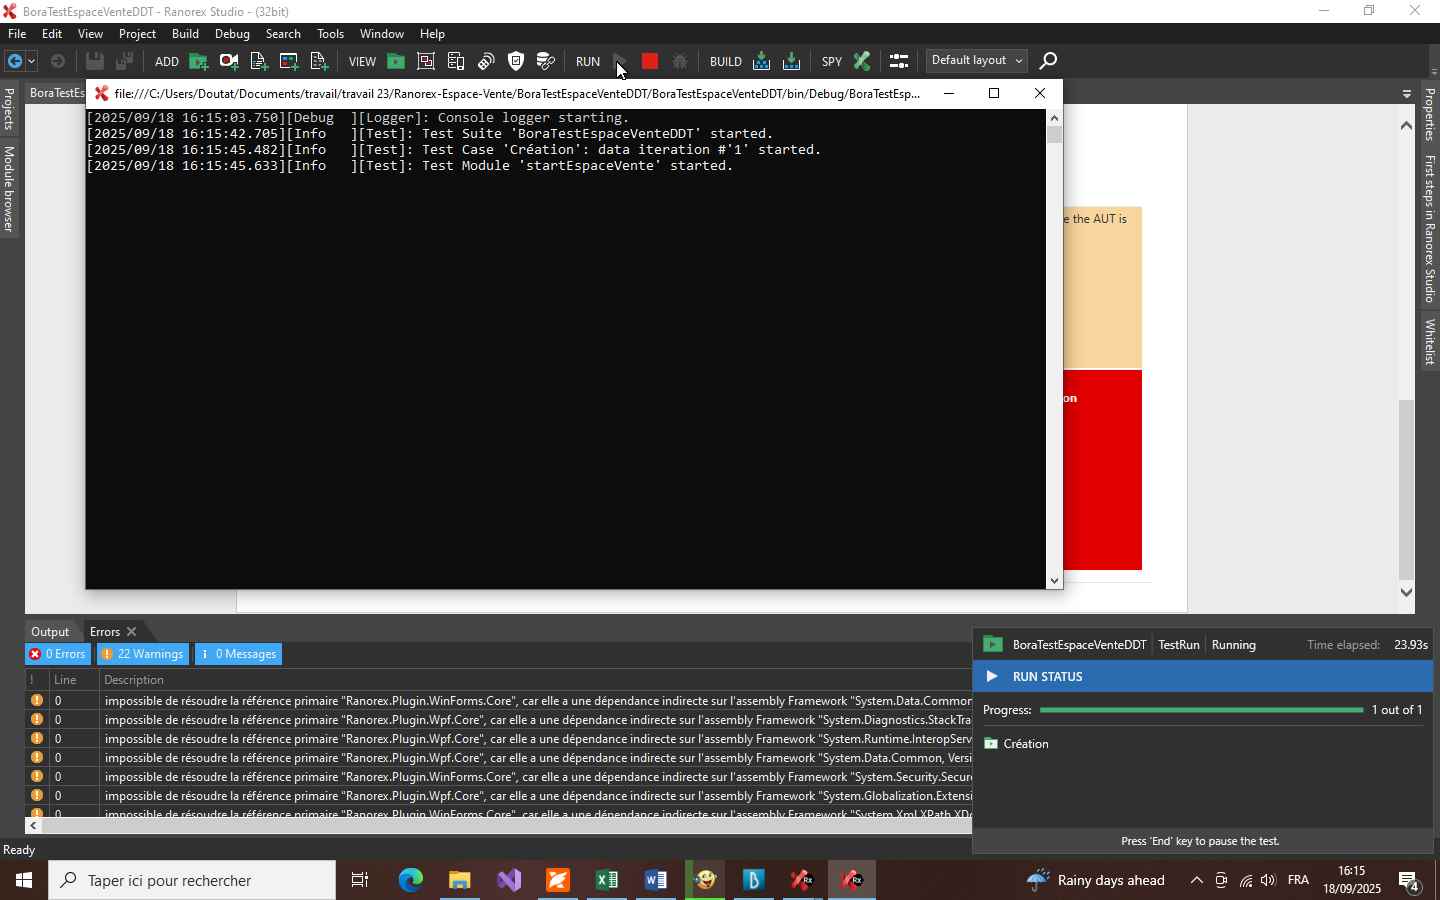 BoraTestEspaceVenteDDT - Ranorex Studio - (32bit)
File Edit View Project Build Debug Search Tools Window Help
ADD VIEW RUN BUILD SPY Default layout
BoraTestEs
file:///C:/Users/Doutat/Documents/travail/travail 23/Ranorex-Espace-Vente/BoraTestEspaceVenteDDT/BoraTestEspaceVenteDDT/bin/Debug/BoraTestEsp...
[2025/09/18 16:15:03.750][Debug  ][Logger]: Console logger starting.
[2025/09/18 16:15:42.705][Info   ][Test]: Test Suite 'BoraTestEspaceVenteDDT' started.
[2025/09/18 16:15:45.482][Info   ][Test]: Test Case 'Création': data iteration #'1' started.
[2025/09/18 16:15:45.633][Info   ][Test]: Test Module 'startEspaceVente' started.
Projects
Module browser
e the AUT is
on
Properties
First steps in Ranorex Studio
Whitelist
Output Errors
0 Errors 22 Warnings 0 Messages
! Line Description
0 impossible de résoudre la référence primaire "Ranorex.Plugin.WinForms.Core", car elle a une dépendance indirecte sur l'assembly Framework "System.Data.Common
0 impossible de résoudre la référence primaire "Ranorex.Plugin.Wpf.Core", car elle a une dépendance indirecte sur l'assembly Framework "System.Diagnostics.StackTra
0 impossible de résoudre la référence primaire "Ranorex.Plugin.Wpf.Core", car elle a une dépendance indirecte sur l'assembly Framework "System.Runtime.InteropServ
0 impossible de résoudre la référence primaire "Ranorex.Plugin.Wpf.Core", car elle a une dépendance indirecte sur l'assembly Framework "System.Data.Common, Versi
0 impossible de résoudre la référence primaire "Ranorex.Plugin.WinForms.Core", car elle a une dépendance indirecte sur l'assembly Framework "System.Security.Secure
0 impossible de résoudre la référence primaire "Ranorex.Plugin.Wpf.Core", car elle a une dépendance indirecte sur l'assembly Framework "System.Globalization.Extensi
0 impossible de résoudre la référence primaire "Ranorex.Plugin.WinForms.Core", car elle a une dépendance indirecte sur l'assembly Framework "System.Xml.XPath.XDo
BoraTestEspaceVenteDDT TestRun Running Time elapsed: 23.93s
RUN STATUS
Progress: 1 out of 1
Création
Press 'End' key to pause the test.
Ready
Taper ici pour rechercher
Rainy days ahead
FRA
16:15
18/09/2025
4